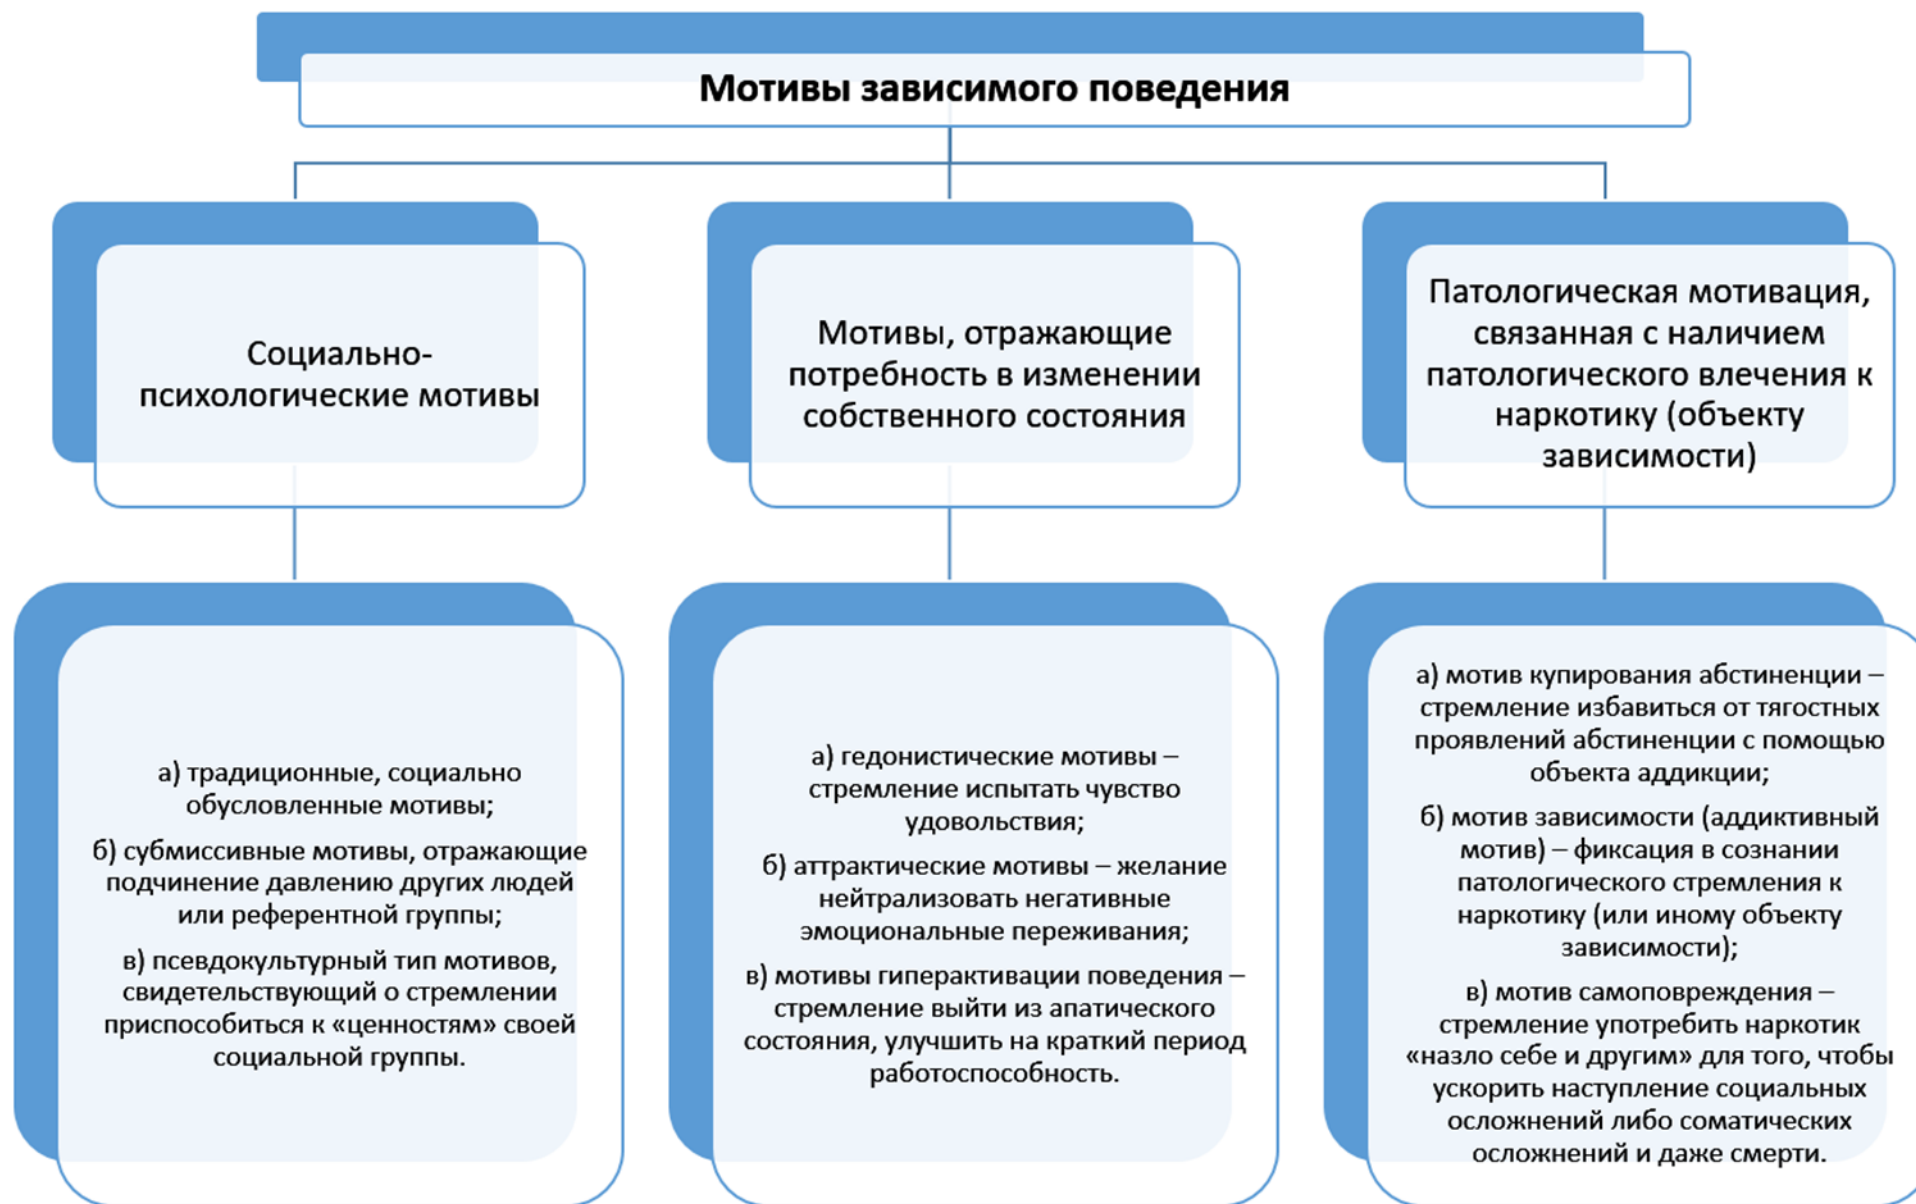 Мотивы зависимого поведения
Социально-
психологические мотивы
Мотивы, отражающие
потребность в изменении
собственного состояния
Патологическая мотивация,
связанная с наличием
патологического влечения к
наркотику (объекту
зависимости)
а) традиционные, социально
обусловленные мотивы;
б) субмиссивные мотивы, отражающие
подчинение давлению других людей
или референтной группы;
в) псевдокультурный тип мотивов,
свидетельствующий о стремлении
приспособиться к «ценностям» своей
социальной группы.
а) гедонистические мотивы –
стремление испытать чувство
удовольствия;
б) аттрактические мотивы – желание
нейтрализовать негативные
эмоциональные переживания;
в) мотивы гиперактивации поведения –
стремление выйти из апатического
состояния, улучшить на краткий период
работоспособность.
а) мотив купирования абстиненции –
стремление избавиться от тягостных
проявлений абстиненции с помощью
объекта аддикции;
б) мотив зависимости (аддиктивный
мотив) – фиксация в сознании
патологического стремления к
наркотику (или иному объекту
зависимости);
в) мотив самоповреждения –
стремление употребить наркотик
«назло себе и другим» для того, чтобы
ускорить наступление социальных
осложнений либо соматических
осложнений и даже смерти.